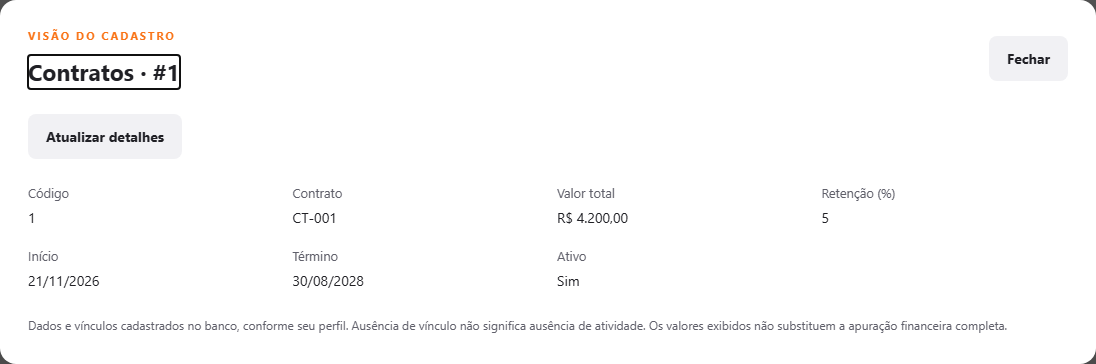 VISÃO DO CADASTRO
Contratos · #1
Fechar
Atualizar detalhes
Código
Contrato
Valor total
Retenção (%)
1
CT-001
R$ 4.200,00
5
Início
Término
Ativo
21/11/2026
30/08/2028
Sim
Dados e vínculos cadastrados no banco, conforme seu perfil. Ausência de vínculo não significa ausência de atividade. Os valores exibidos não substituem a apuração financeira completa.